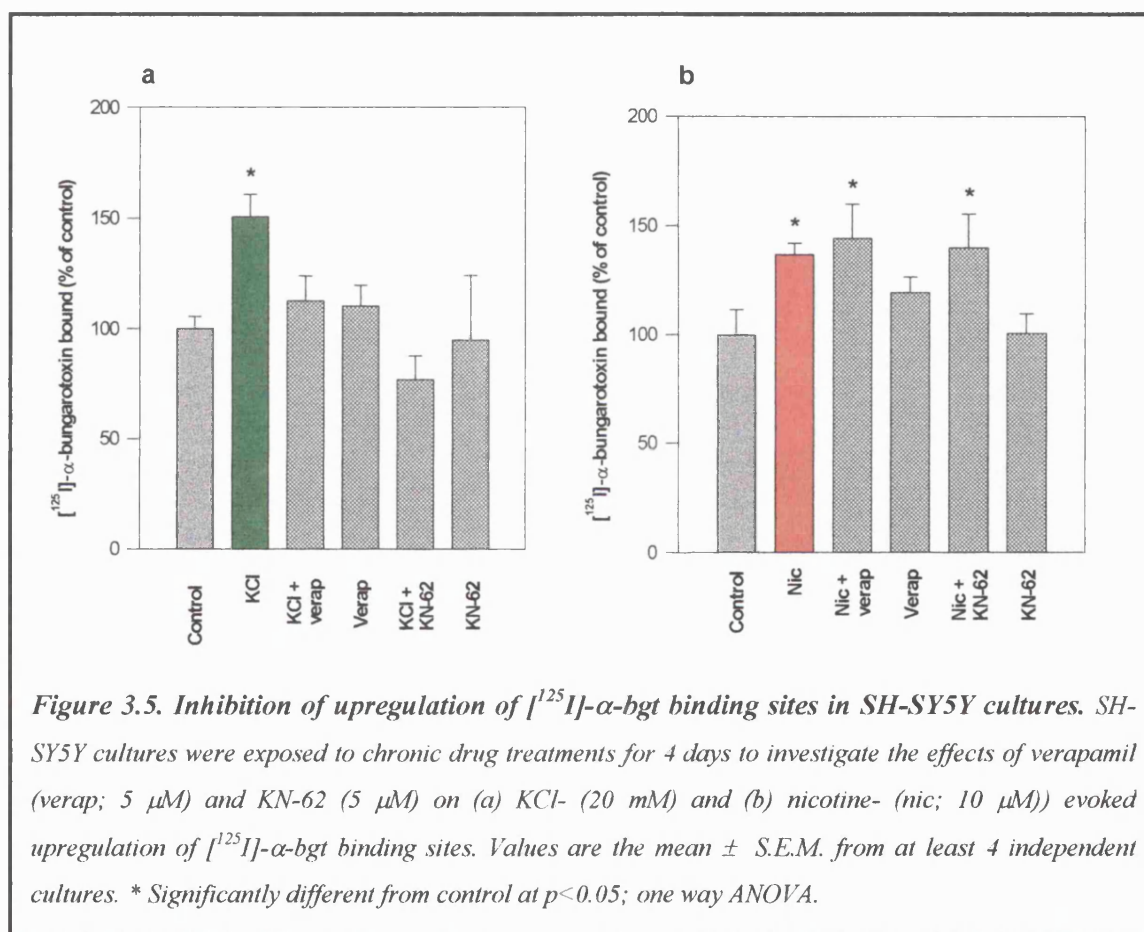 a
200
150
100
50
0
[125I]-α-bungarotoxin bound (% of control)
*
Control
KCl
KCl +
verap
Verap
KCl +
KN-62
KN-62
b
200
150
100
50
0
[125I]-α-bungarotoxin bound (% of control)
*
*
*
Control
Nic
Nic +
verap
Verap
Nic +
KN-62
KN-62
Figure 3.5. Inhibition of upregulation of [125I]-α-bgt binding sites in SH-SY5Y cultures. SH-
SY5Y cultures were exposed to chronic drug treatments for 4 days to investigate the effects of verapamil
(verap; 5 μM) and KN-62 (5 μM) on (a) KCl- (20 mM) and (b) nicotine- (nic; 10 μM)) evoked
upregulation of [125I]-α-bgt binding sites. Values are the mean ± S.E.M. from at least 4 independent
cultures. * Significantly different from control at p<0.05; one way ANOVA.